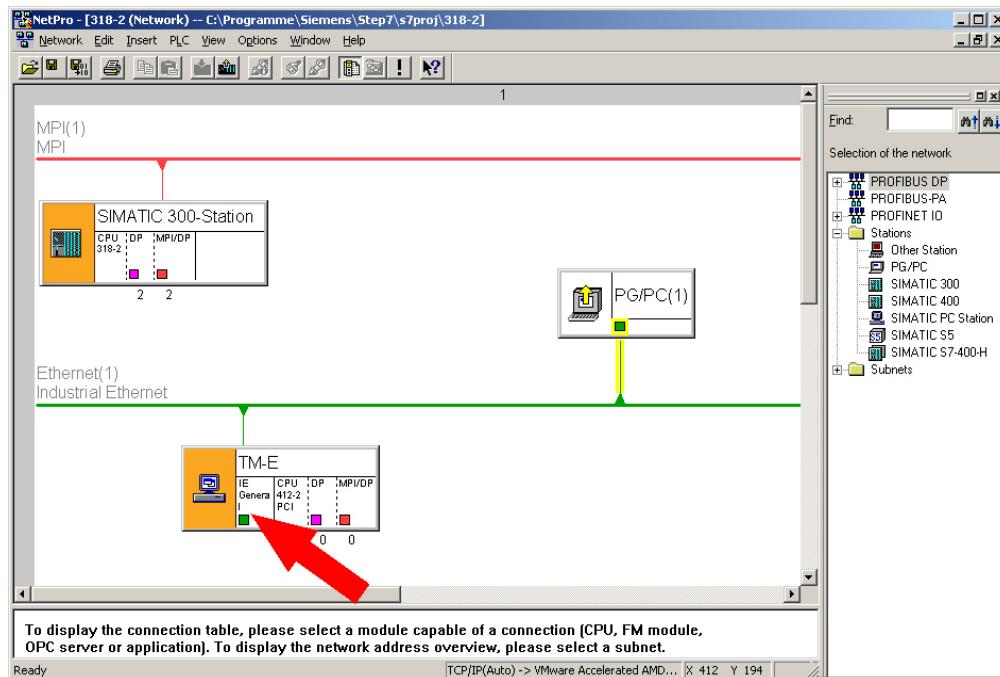 NetPro - [318-2 (Network) -- C:\Programme\Siemens\Step7\s7proj\318-2]
Network Edit Insert PLC View Options Window Help
1
MPI(1)
MPI
SIMATIC 300-Station
CPU 318-2
DP
MPI/DP
2 2
PG/PC(1)
Ethernet(1)
Industrial Ethernet
TM-E
IE Genera l
CPU 412-2 PCI
DP
MPI/DP
0 0
Find:
Selection of the network
PROFIBUS DP
PROFIBUS-PA
PROFINET IO
Stations
Other Station
PG/PC
SIMATIC 300
SIMATIC 400
SIMATIC PC Station
SIMATIC S5
SIMATIC S7-400-H
Subnets
To display the connection table, please select a module capable of a connection (CPU, FM module,
OPC server or application). To display the network address overview, please select a subnet.
Ready
TCP/IP(Auto) -> VMware Accelerated AMD... X 412 Y 194